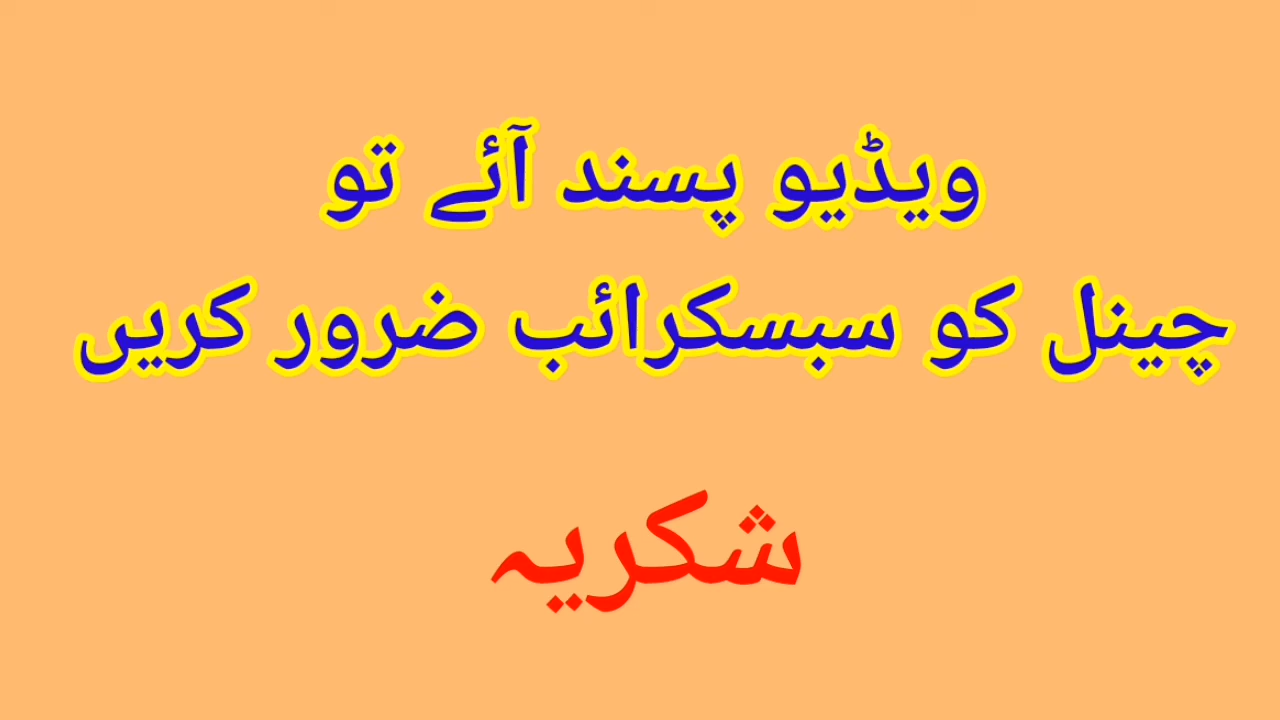 ویڈیو پسند آئے تو
چینل کو سبسکرائب ضرور کریں
شکریہ